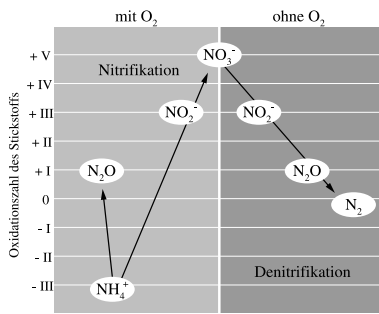 mit O₂
ohne O₂
Oxidationszahl des Stickstoffs
+ V
+ IV
+ III
+ II
+ I
0
- I
- II
- III
Nitrifikation
NO₃⁻
NO₂⁻
NO₂⁻
N₂O
N₂O
N₂
NH₄⁺
Denitrifikation